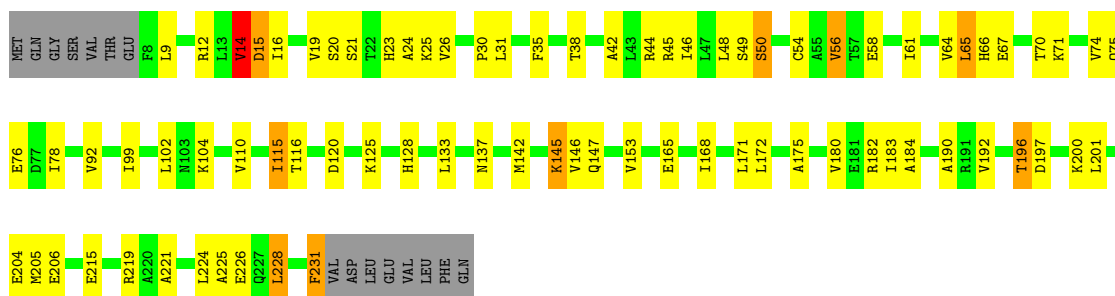 MET GLN GLY SER VAL THR GLU F8 L9 R12 L13 V14 D15 I16 V19 S20 S21 T22 H23 A24 K25 V26 P30 L31 F35 T38 A42 L43 R44 R45 I46 L47 L48 S49 S50 C54 A55 V56 T57 E58 I61 V64 L65 H66 E67 T70 K71 V74
E76 D77 I78 V92 I99 L102 N103 K104 V110 I115 T116 D120 K125 H128 L133 N137 M142 K145 V146 Q147 V153 E165 I168 L171 L172 A175 V180 E181 R182 I183 A184 A190 R191 V192 T196 D197 K200 L201
E204 M205 E206 E215 R219 A220 A221 L224 A225 E226 Q227 L228 F231 VAL ASP LEU GLU VAL LEU PHE GLN